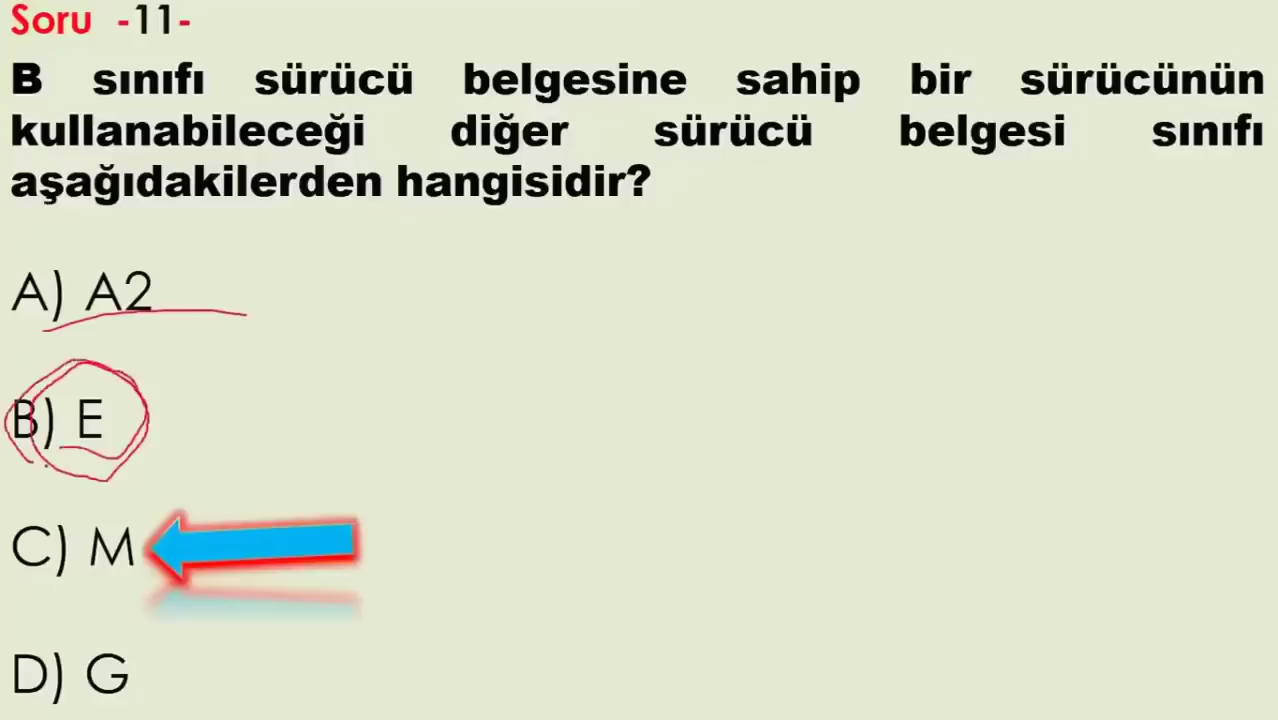 Soru -11-
B sınıfı sürücü belgesine sahip bir sürücünün
kullanabileceği diğer sürücü belgesi sınıfı
aşağıdakilerden hangisidir?
A) A2
B) E
C) M
D) G